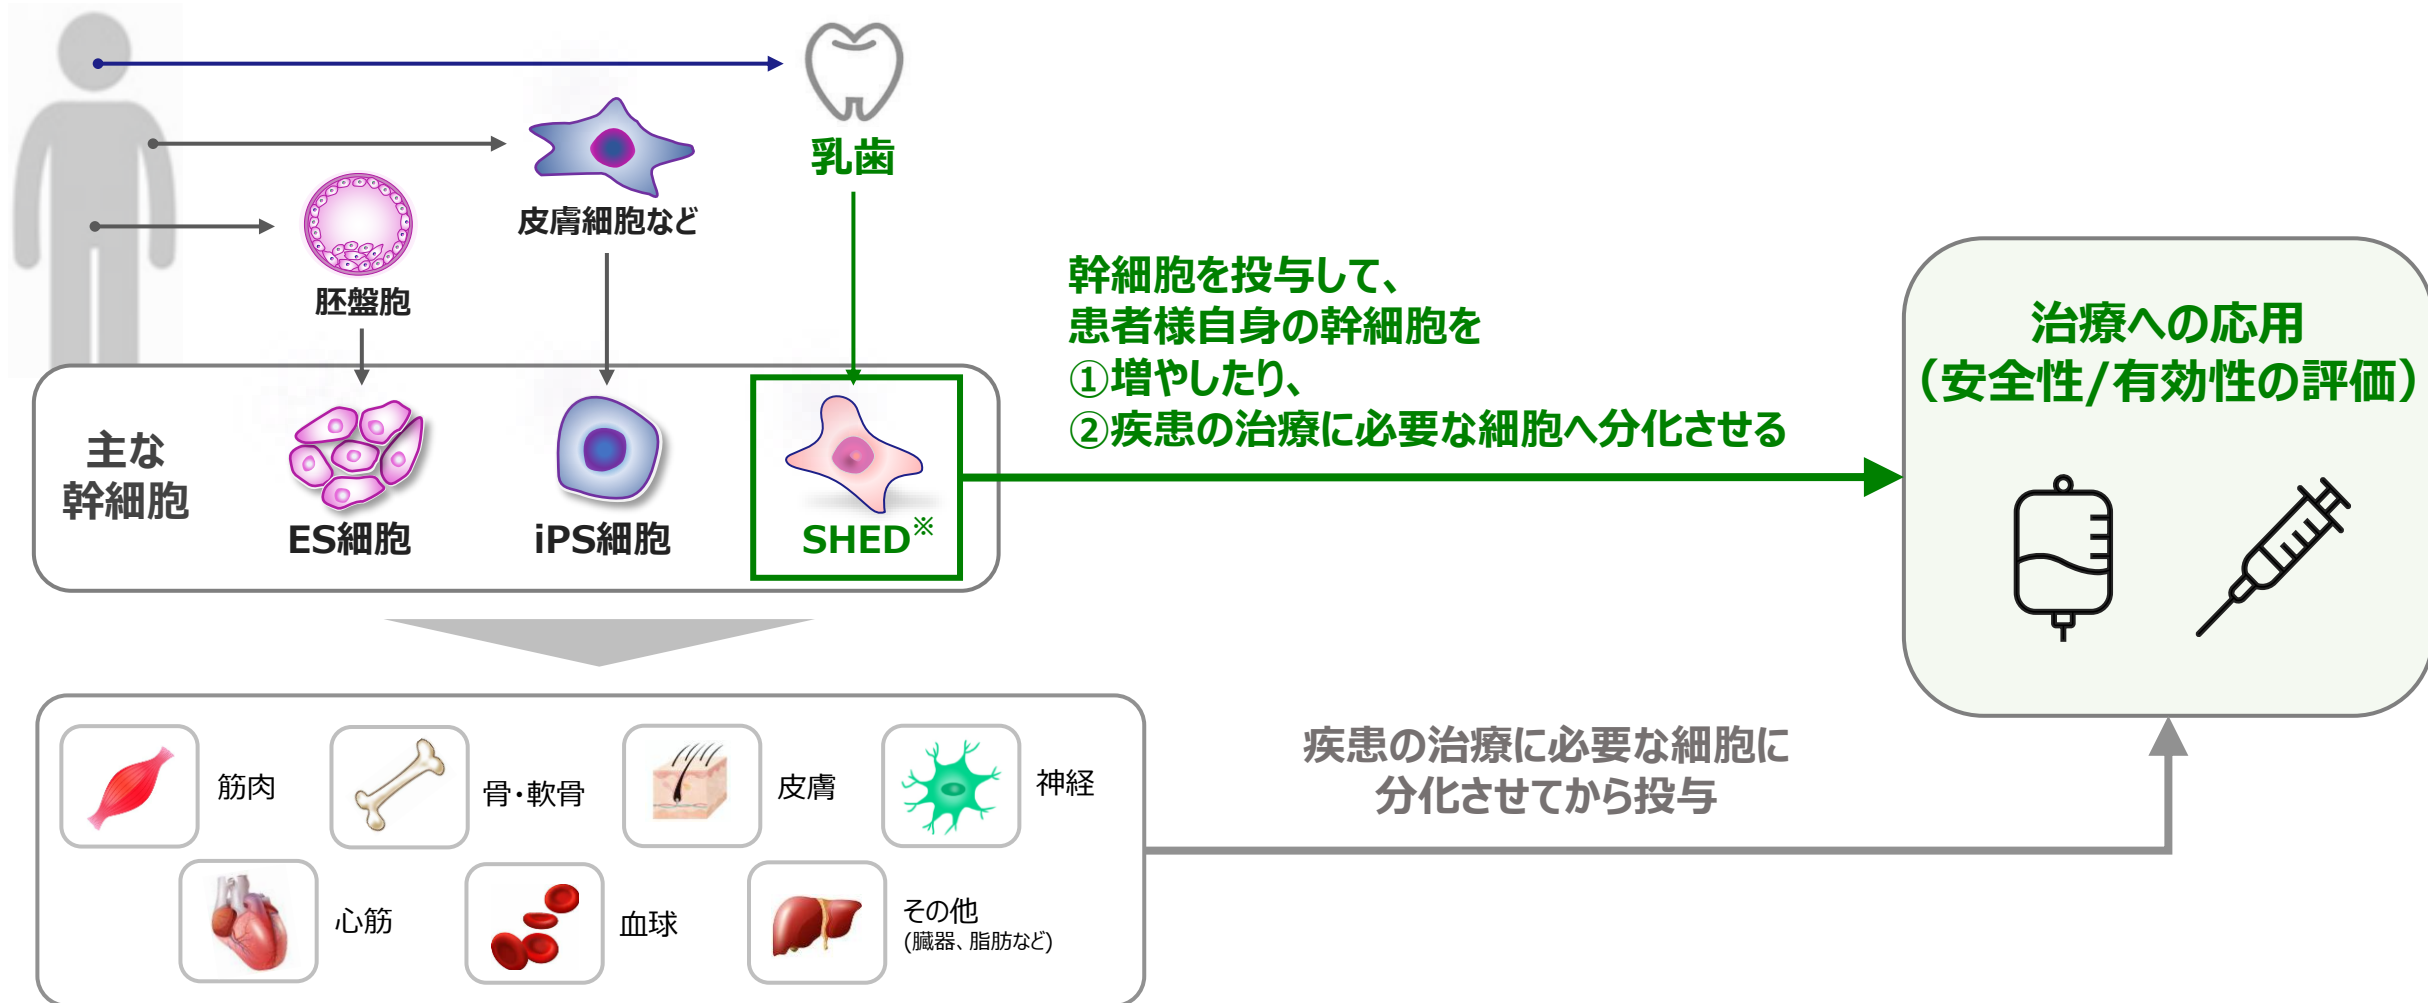 乳歯
皮膚細胞など
胚盤胞
主な
幹細胞
ES細胞
iPS細胞
SHED※
幹細胞を投与して、
患者様自身の幹細胞を
①増やしたり、
②疾患の治療に必要な細胞へ分化させる
治療への応用
（安全性/有効性の評価）
筋肉
骨・軟骨
皮膚
神経
心筋
血球
その他
(臓器、脂肪など)
疾患の治療に必要な細胞に
分化させてから投与